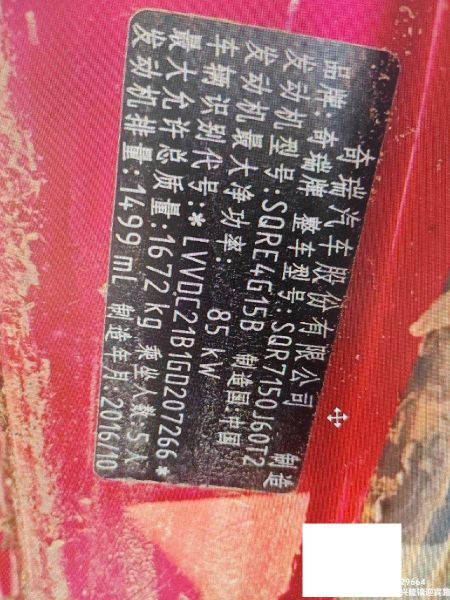 奇瑞汽车股份有限公司 制造
品牌:奇瑞牌 整车型号:SQR7150J60T2
发动机型号:SQRE4G15B 制造国:中国
发动机最大净功率: 85 kW
车辆识别代号:*LVVDC21B1GD207266*
最大允许总质量:1672 kg 乘坐人数:5人
发动机排量:1499 mL 制造年月:2016/10
29664